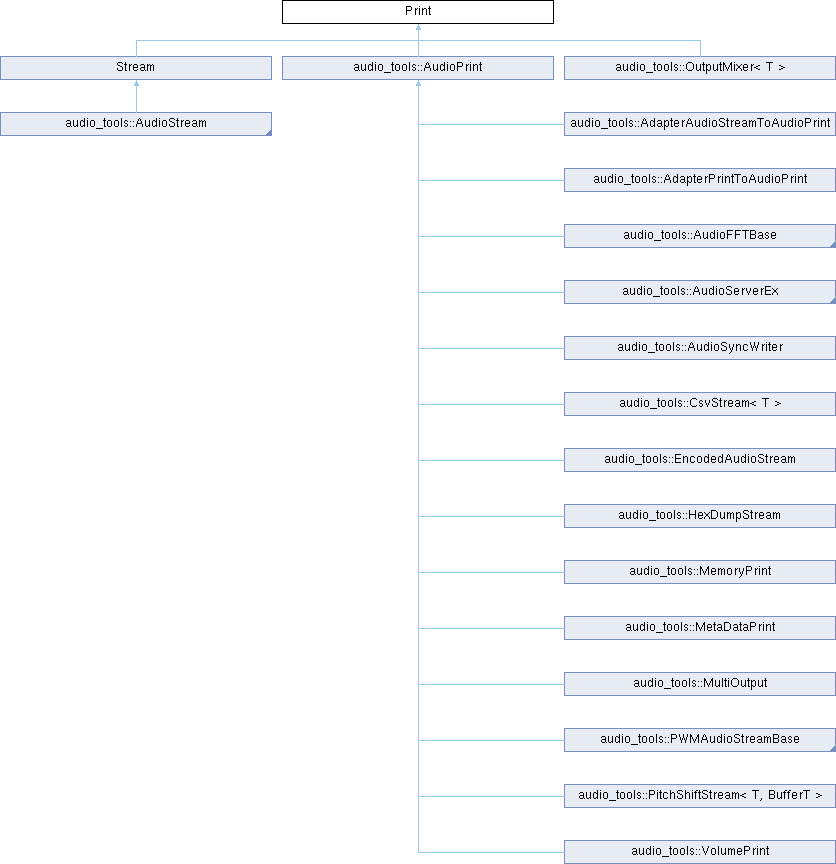 Print
Stream
audio_tools::AudioPrint
audio_tools::OutputMixer< T >
audio_tools::AudioStream
audio_tools::AdapterAudioStreamToAudioPrint
audio_tools::AdapterPrintToAudioPrint
audio_tools::AudioFFTBase
audio_tools::AudioServerEx
audio_tools::AudioSyncWriter
audio_tools::CsvStream< T >
audio_tools::EncodedAudioStream
audio_tools::HexDumpStream
audio_tools::MemoryPrint
audio_tools::MetaDataPrint
audio_tools::MultiOutput
audio_tools::PWMAudioStreamBase
audio_tools::PitchShiftStream< T, BufferT >
audio_tools::VolumePrint